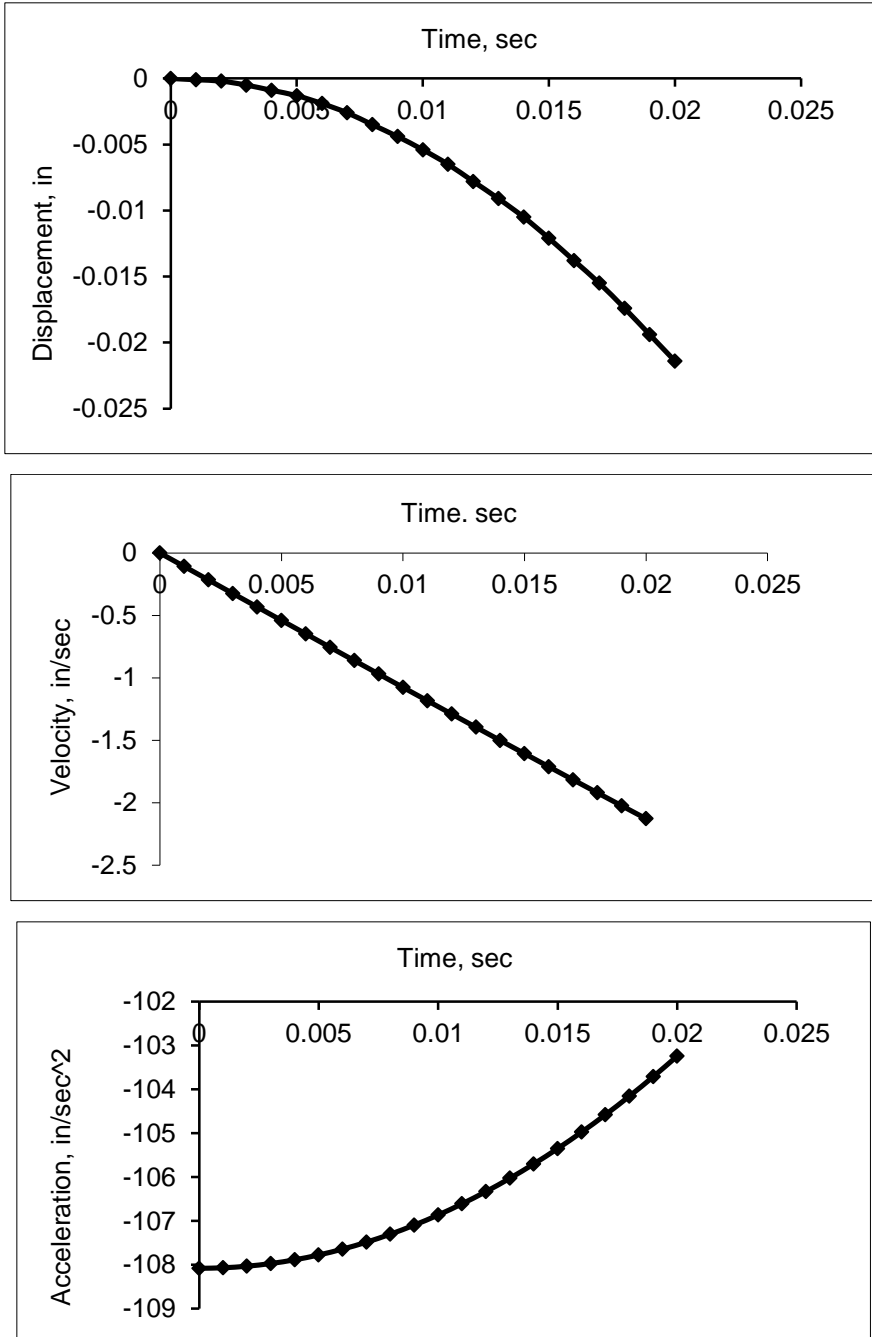 Time, sec
0
0 0.005 0.01 0.015 0.02 0.025
-0.005
-0.01
-0.015
-0.02
-0.025
Displacement, in
Time. sec
0
0 0.005 0.01 0.015 0.02 0.025
-0.5
-1
-1.5
-2
-2.5
Velocity, in/sec
Time, sec
-102
0 0.005 0.01 0.015 0.02 0.025
-103
-104
-105
-106
-107
-108
-109
Acceleration, in/sec^2